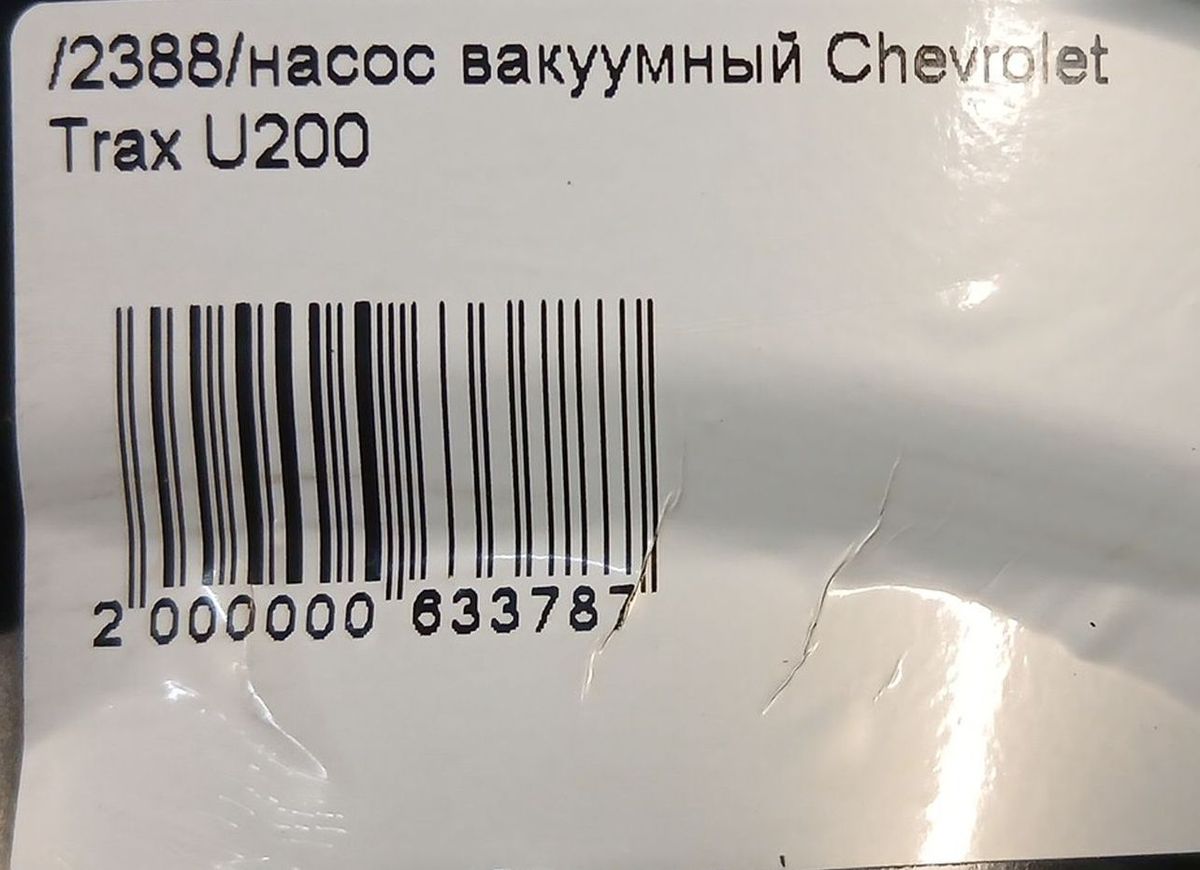 /2388/насос вакуумный Chevrolet
Trax U200
2 000000 633787